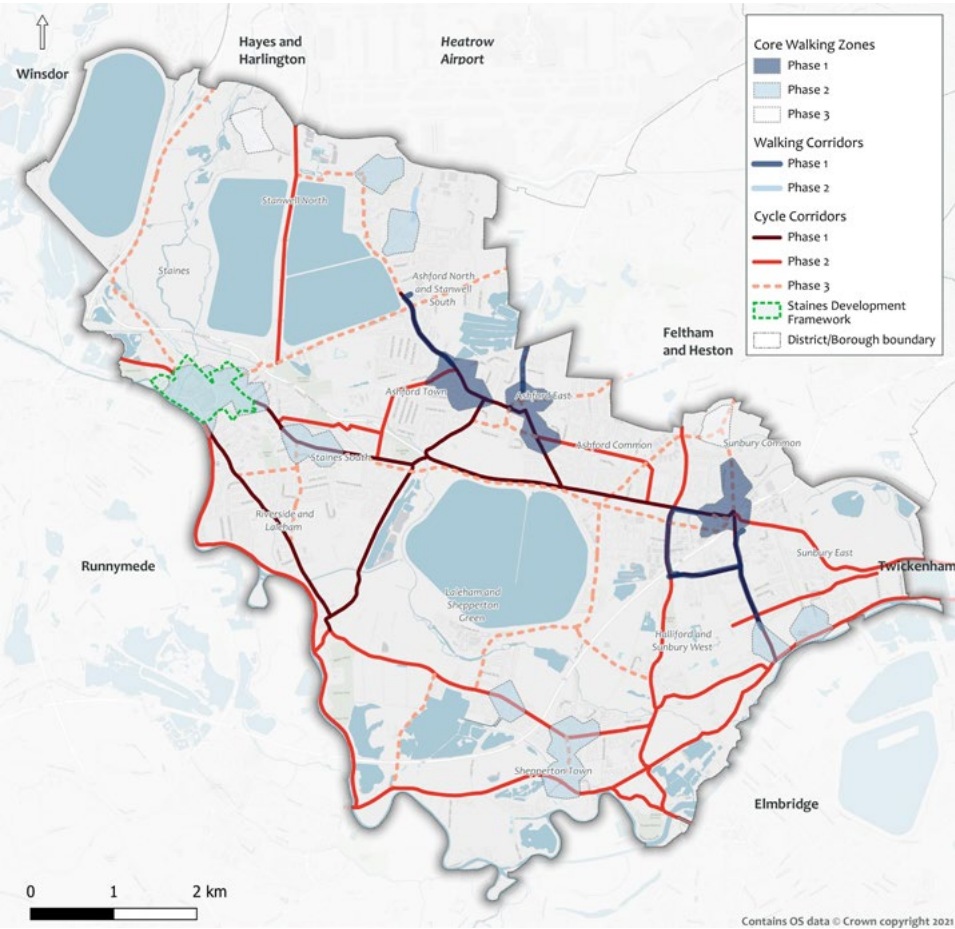 Hayes and
Harlington
Heatrow
Airport
Winsdor
Core Walking Zones
Phase 1
Phase 2
Phase 3
Walking Corridors
Phase 1
Phase 2
Cycle Corridors
Phase 1
Phase 2
Phase 3
Staines Development
Framework
District/Borough boundary
Stanwell North
Staines
Ashford North
and Stanwell
South
Feltham
and Heston
Ashford Town
Ashford East
Ashford Common
Sunbury Common
Staines South
Riverside and
Laleham
Runnymede
Sunbury East
Twickenham
Laleham and
Shepperton
Green
Halliford and
Sunbury West
Shepperton Town
Elmbridge
0 1 2 km
Contains OS data © Crown copyright 2021